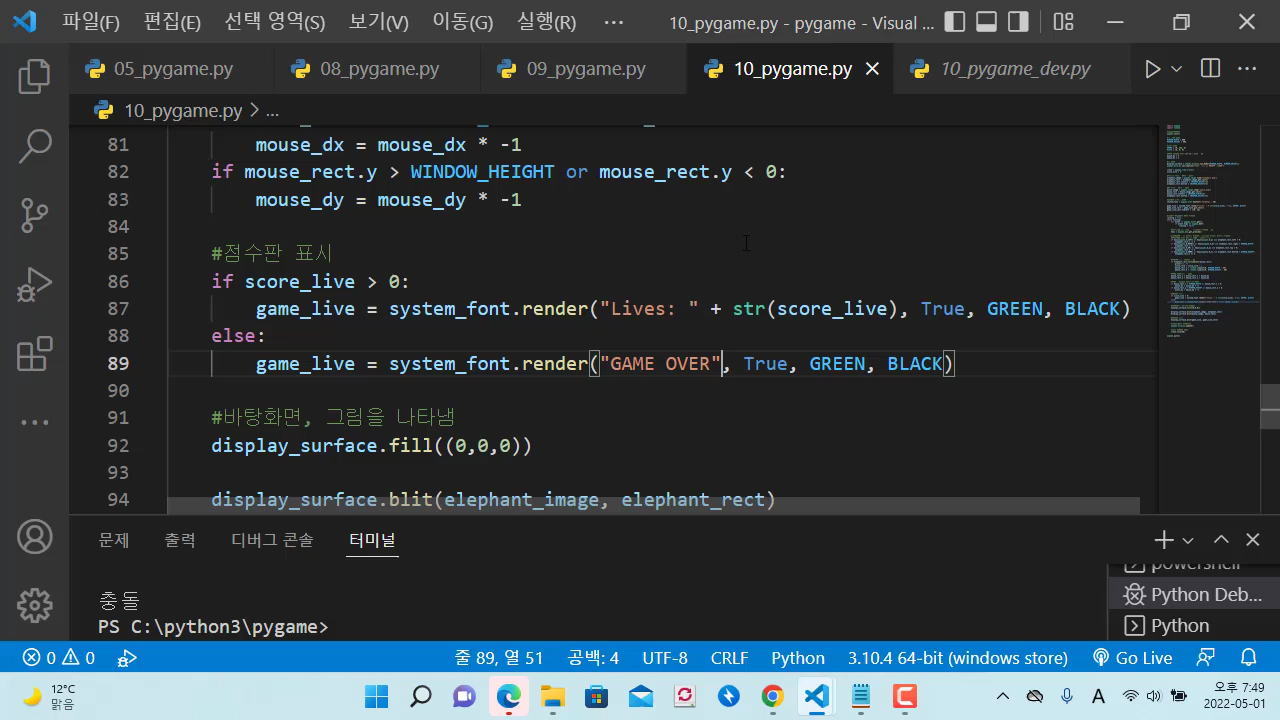 파일(F) 편집(E) 선택 영역(S) 보기(V) 이동(G) 실행(R) ··· 10_pygame.py - pygame - Visual ...
05_pygame.py 08_pygame.py 09_pygame.py 10_pygame.py 10_pygame_dev.py
10_pygame.py > ...
81 mouse_dx = mouse_dx * -1
82 if mouse_rect.y > WINDOW_HEIGHT or mouse_rect.y < 0:
83 mouse_dy = mouse_dy * -1
84
85 #점수판 표시
86 if score_live > 0:
87 game_live = system_font.render("Lives: " + str(score_live), True, GREEN, BLACK)
88 else:
89 game_live = system_font.render("GAME OVER", True, GREEN, BLACK)
90
91 #바탕화면, 그림을 나타냄
92 display_surface.fill((0,0,0))
93
94 display_surface.blit(elephant_image, elephant_rect)
문제 출력 디버그 콘솔 터미널
powershell
충돌
Python Deb...
PS C:\python3\pygame>
Python
0 0 줄 89, 열 51 공백: 4 UTF-8 CRLF Python 3.10.4 64-bit (windows store) Go Live
12°C
맑음
A
오후 7:49
2022-05-01